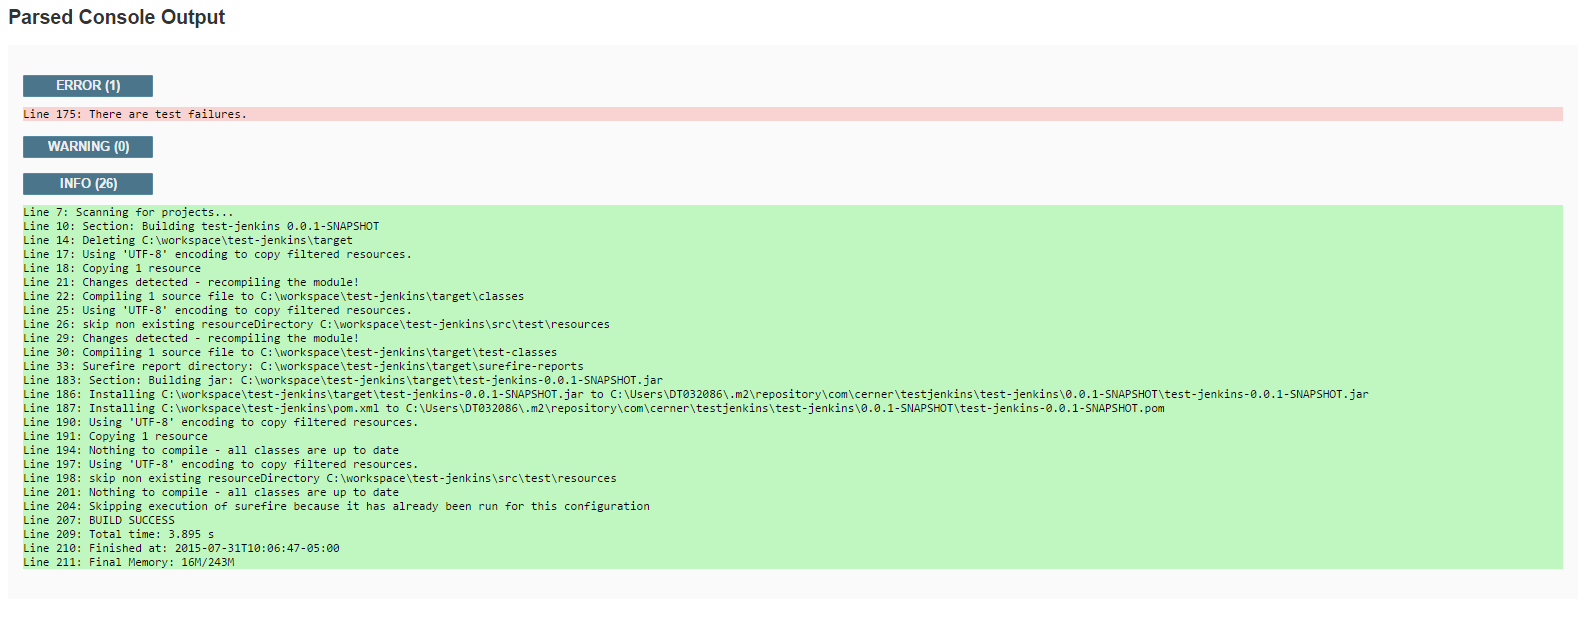 Parsed Console Output
ERROR (1)
Line 175: There are test failures.
WARNING (0)
INFO (26)
Line 7: Scanning for projects...
Line 10: Section: Building test-jenkins 0.0.1-SNAPSHOT
Line 14: Deleting C:\workspace\test-jenkins\target
Line 17: Using 'UTF-8' encoding to copy filtered resources.
Line 18: Copying 1 resource
Line 21: Changes detected - recompiling the module!
Line 22: Compiling 1 source file to C:\workspace\test-jenkins\target\classes
Line 25: Using 'UTF-8' encoding to copy filtered resources.
Line 26: skip non existing resourceDirectory C:\workspace\test-jenkins\src\test\resources
Line 29: Changes detected - recompiling the module!
Line 30: Compiling 1 source file to C:\workspace\test-jenkins\target\test-classes
Line 33: Surefire report directory: C:\workspace\test-jenkins\target\surefire-reports
Line 183: Section: Building jar: C:\workspace\test-jenkins\target\test-jenkins-0.0.1-SNAPSHOT.jar
Line 186: Installing C:\workspace\test-jenkins\target\test-jenkins-0.0.1-SNAPSHOT.jar to C:\Users\DT032086\.m2\repository\com\cerner\testjenkins\test-jenkins\0.0.1-SNAPSHOT\test-jenkins-0.0.1-SNAPSHOT.jar
Line 187: Installing C:\workspace\test-jenkins\pom.xml to C:\Users\DT032086\.m2\repository\com\cerner\testjenkins\test-jenkins\0.0.1-SNAPSHOT\test-jenkins-0.0.1-SNAPSHOT.pom
Line 190: Using 'UTF-8' encoding to copy filtered resources.
Line 191: Copying 1 resource
Line 194: Nothing to compile - all classes are up to date
Line 197: Using 'UTF-8' encoding to copy filtered resources.
Line 198: skip non existing resourceDirectory C:\workspace\test-jenkins\src\test\resources
Line 201: Nothing to compile - all classes are up to date
Line 204: Skipping execution of surefire because it has already been run for this configuration
Line 207: BUILD SUCCESS
Line 209: Total time: 3.895 s
Line 210: Finished at: 2015-07-31T10:06:47-05:00
Line 211: Final Memory: 16M/243M